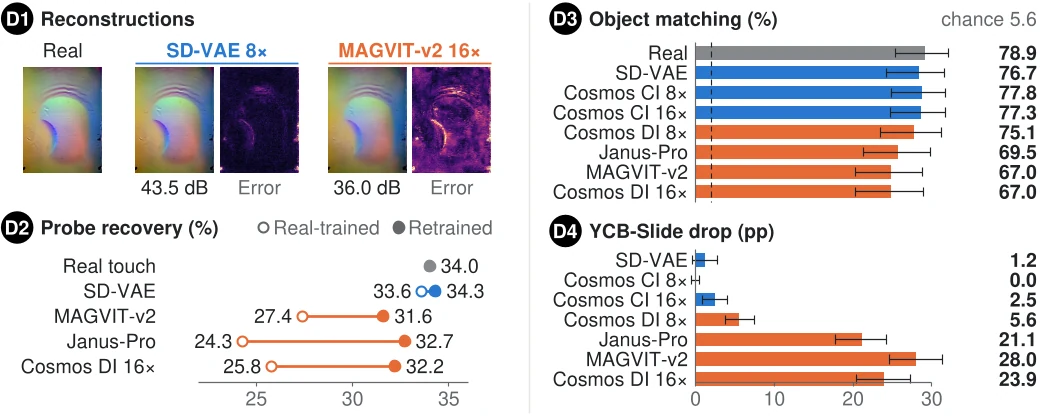 D1 Reconstructions
Real
SD-VAE 8×
MAGVIT-v2 16×
43.5 dB
Error
36.0 dB
Error
D2 Probe recovery (%)
Real-trained
Retrained
Real touch 34.0
SD-VAE 33.6 34.3
MAGVIT-v2 27.4 31.6
Janus-Pro 24.3 32.7
Cosmos DI 16× 25.8 32.2
25 30 35
D3 Object matching (%) chance 5.6
Real 78.9
SD-VAE 76.7
Cosmos CI 8× 77.8
Cosmos CI 16× 77.3
Cosmos DI 8× 75.1
Janus-Pro 69.5
MAGVIT-v2 67.0
Cosmos DI 16× 67.0
D4 YCB-Slide drop (pp)
SD-VAE 1.2
Cosmos CI 8× 0.0
Cosmos CI 16× 2.5
Cosmos DI 8× 5.6
Janus-Pro 21.1
MAGVIT-v2 28.0
Cosmos DI 16× 23.9
0 10 20 30